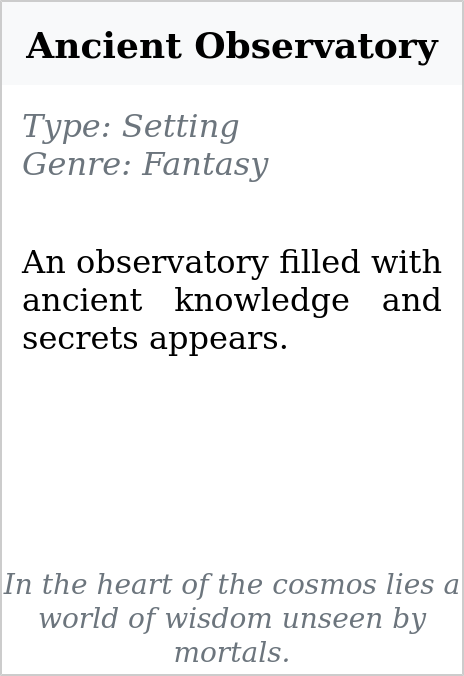 Ancient Observatory
Type: Setting
Genre: Fantasy
An observatory filled with
ancient knowledge and
secrets appears.
In the heart of the cosmos lies a
world of wisdom unseen by
mortals.